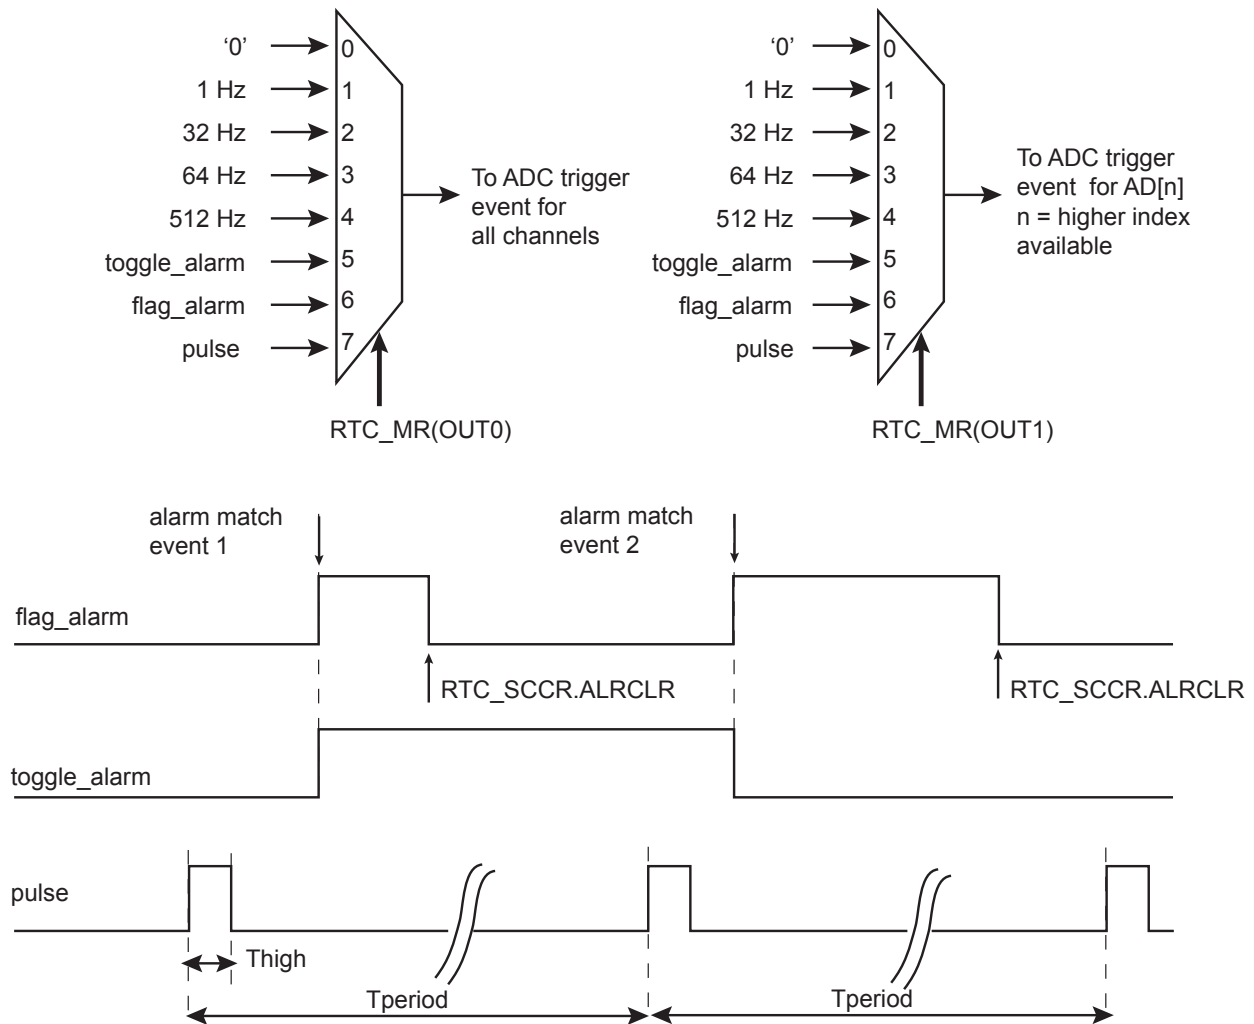 ‘0’
1 Hz
32 Hz
64 Hz
512 Hz
toggle_alarm
flag_alarm
pulse
0
1
2
3
4
5
6
7
To ADC trigger
event for
all channels
RTC_MR(OUT0)
‘0’
1 Hz
32 Hz
64 Hz
512 Hz
toggle_alarm
flag_alarm
pulse
0
1
2
3
4
5
6
7
To ADC trigger
event for AD[n]
n = higher index
available
RTC_MR(OUT1)
alarm match
event 1
alarm match
event 2
flag_alarm
RTC_SCCR.ALRCLR
RTC_SCCR.ALRCLR
toggle_alarm
pulse
Thigh
Tperiod
Tperiod